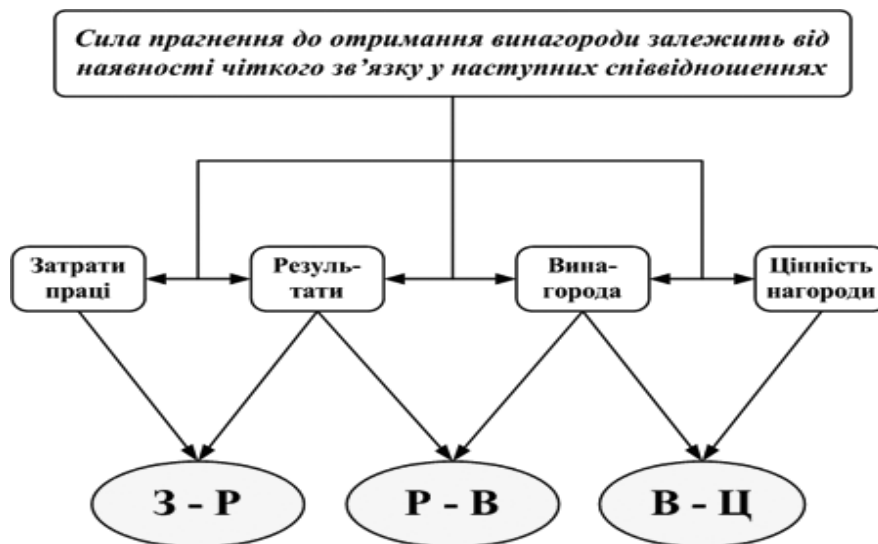 Сила прагнення до отримання винагороди залежить від
наявності чіткого зв’язку у наступних співвідношеннях
Затрати
праці
Резуль-
тати
Вина-
города
Цінність
нагороди
З - Р
Р - В
В - Ц